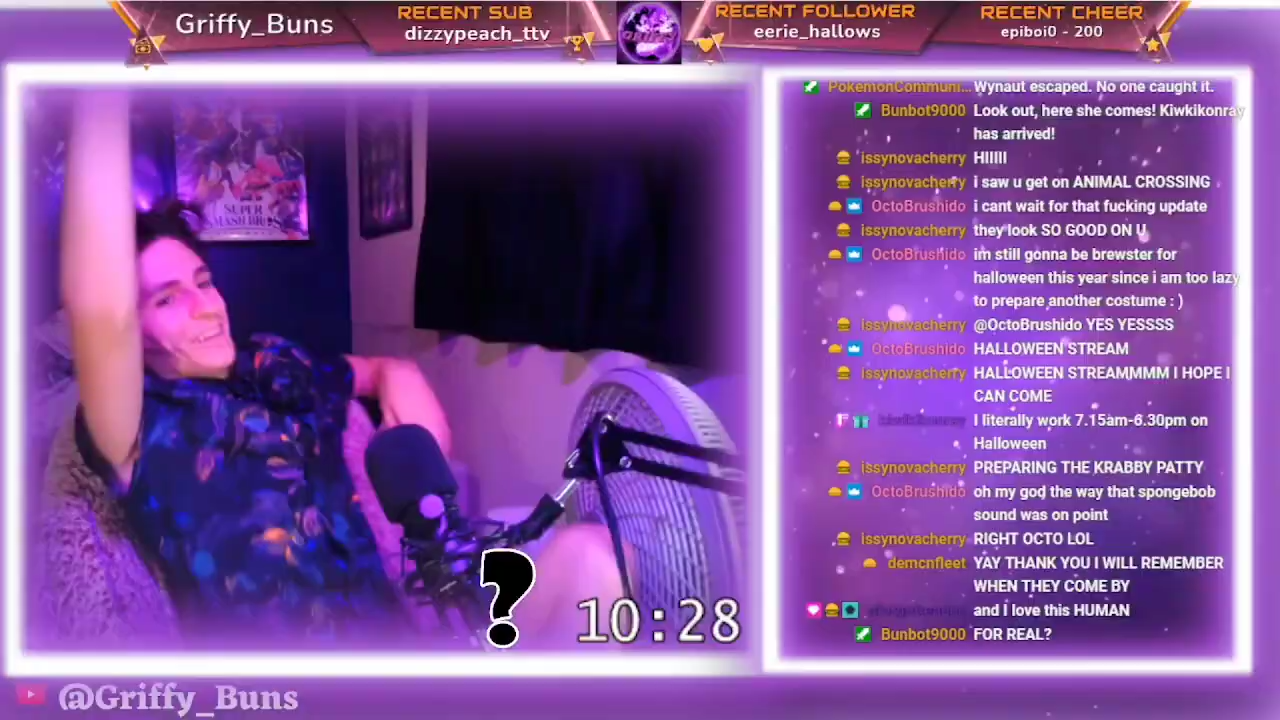 Griffy_Buns
RECENT SUB
dizzypeach_ttv
RECENT FOLLOWER
eerie_hallows
RECENT CHEER
epiboi0 - 200
SUPER
SMASH BROS
PokemonCommuni... Wynaut escaped. No one caught it.
Bunbot9000 Look out, here she comes! Kiwkikonray
has arrived!
issynovacherry HIIIII
issynovacherry i saw u get on ANIMAL CROSSING
OctoBrushido i cant wait for that fucking update
issynovacherry they look SO GOOD ON U
OctoBrushido im still gonna be brewster for
halloween this year since i am too lazy
to prepare another costume : )
issynovacherry @OctoBrushido YES YESSSS
OctoBrushido HALLOWEEN STREAM
issynovacherry HALLOWEEN STREAMMMM I HOPE I
CAN COME
I literally work 7.15am-6.30pm on
Halloween
issynovacherry PREPARING THE KRABBY PATTY
OctoBrushido oh my god the way that spongebob
sound was on point
issynovacherry RIGHT OCTO LOL
demcnfleet YAY THANK YOU I WILL REMEMBER
WHEN THEY COME BY
and I love this HUMAN
Bunbot9000 FOR REAL?
?
10:28
@Griffy_Buns